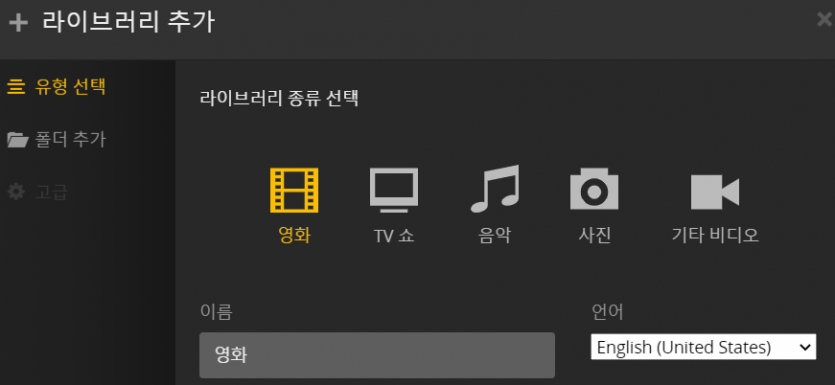 라이브러리 추가
유형 선택
폴더 추가
고급
라이브러리 종류 선택
영화
TV 쇼
음악
사진
기타 비디오
이름
언어
영화
English (United States)